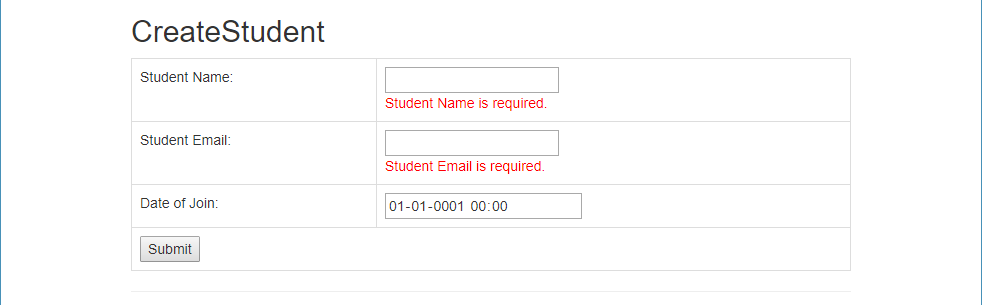 CreateStudent
Student Name:
Student Name is required.
Student Email:
Student Email is required.
Date of Join:
01-01-0001 00:00
Submit